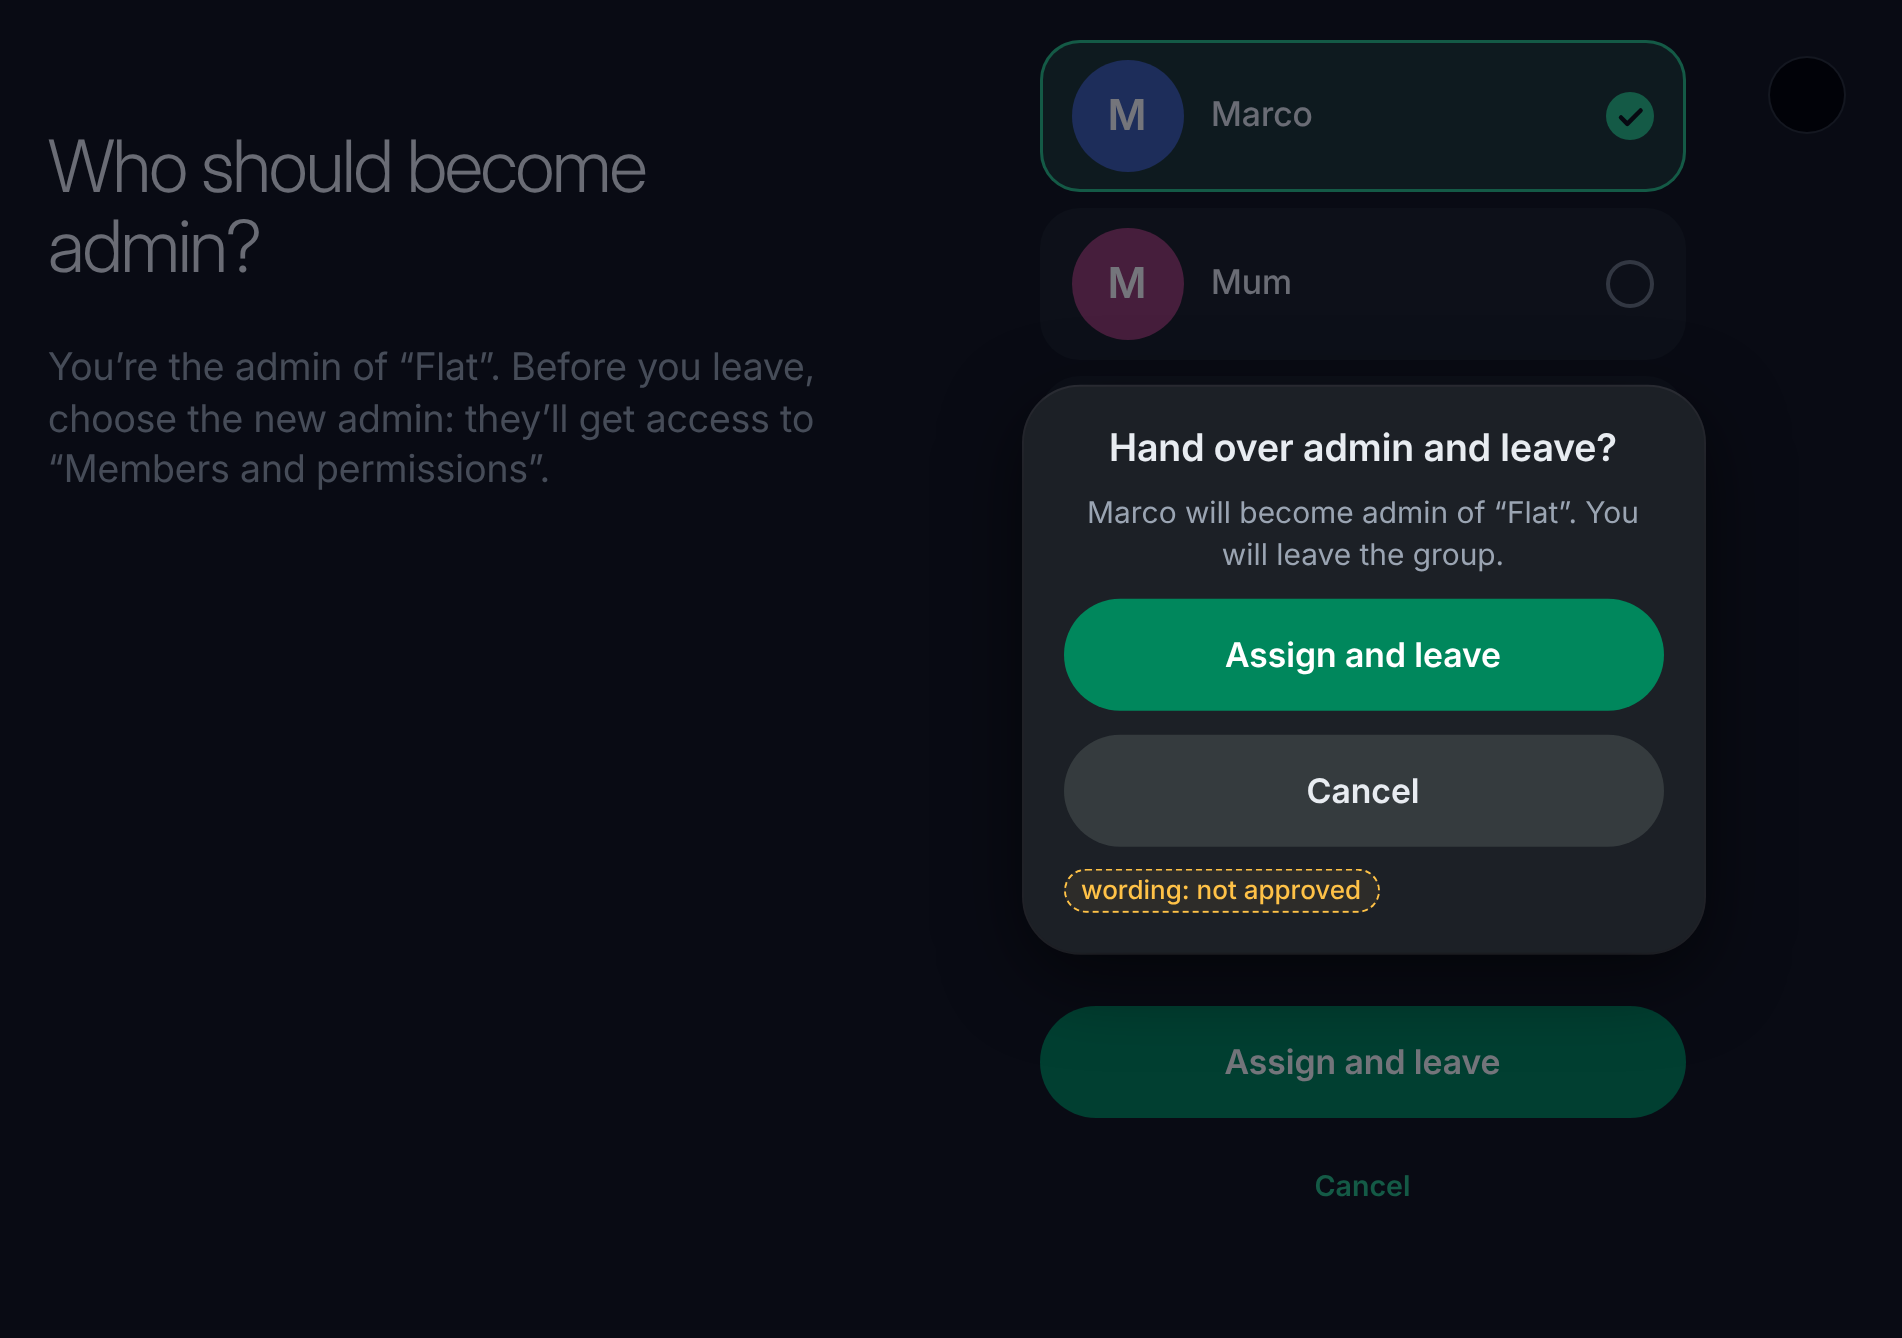 Who should become
admin?
You’re the admin of “Flat”. Before you leave,
choose the new admin: they’ll get access to
“Members and permissions”.
M
Marco
M
Mum
Hand over admin and leave?
Marco will become admin of “Flat”. You
will leave the group.
Assign and leave
Cancel
wording: not approved
Assign and leave
Cancel